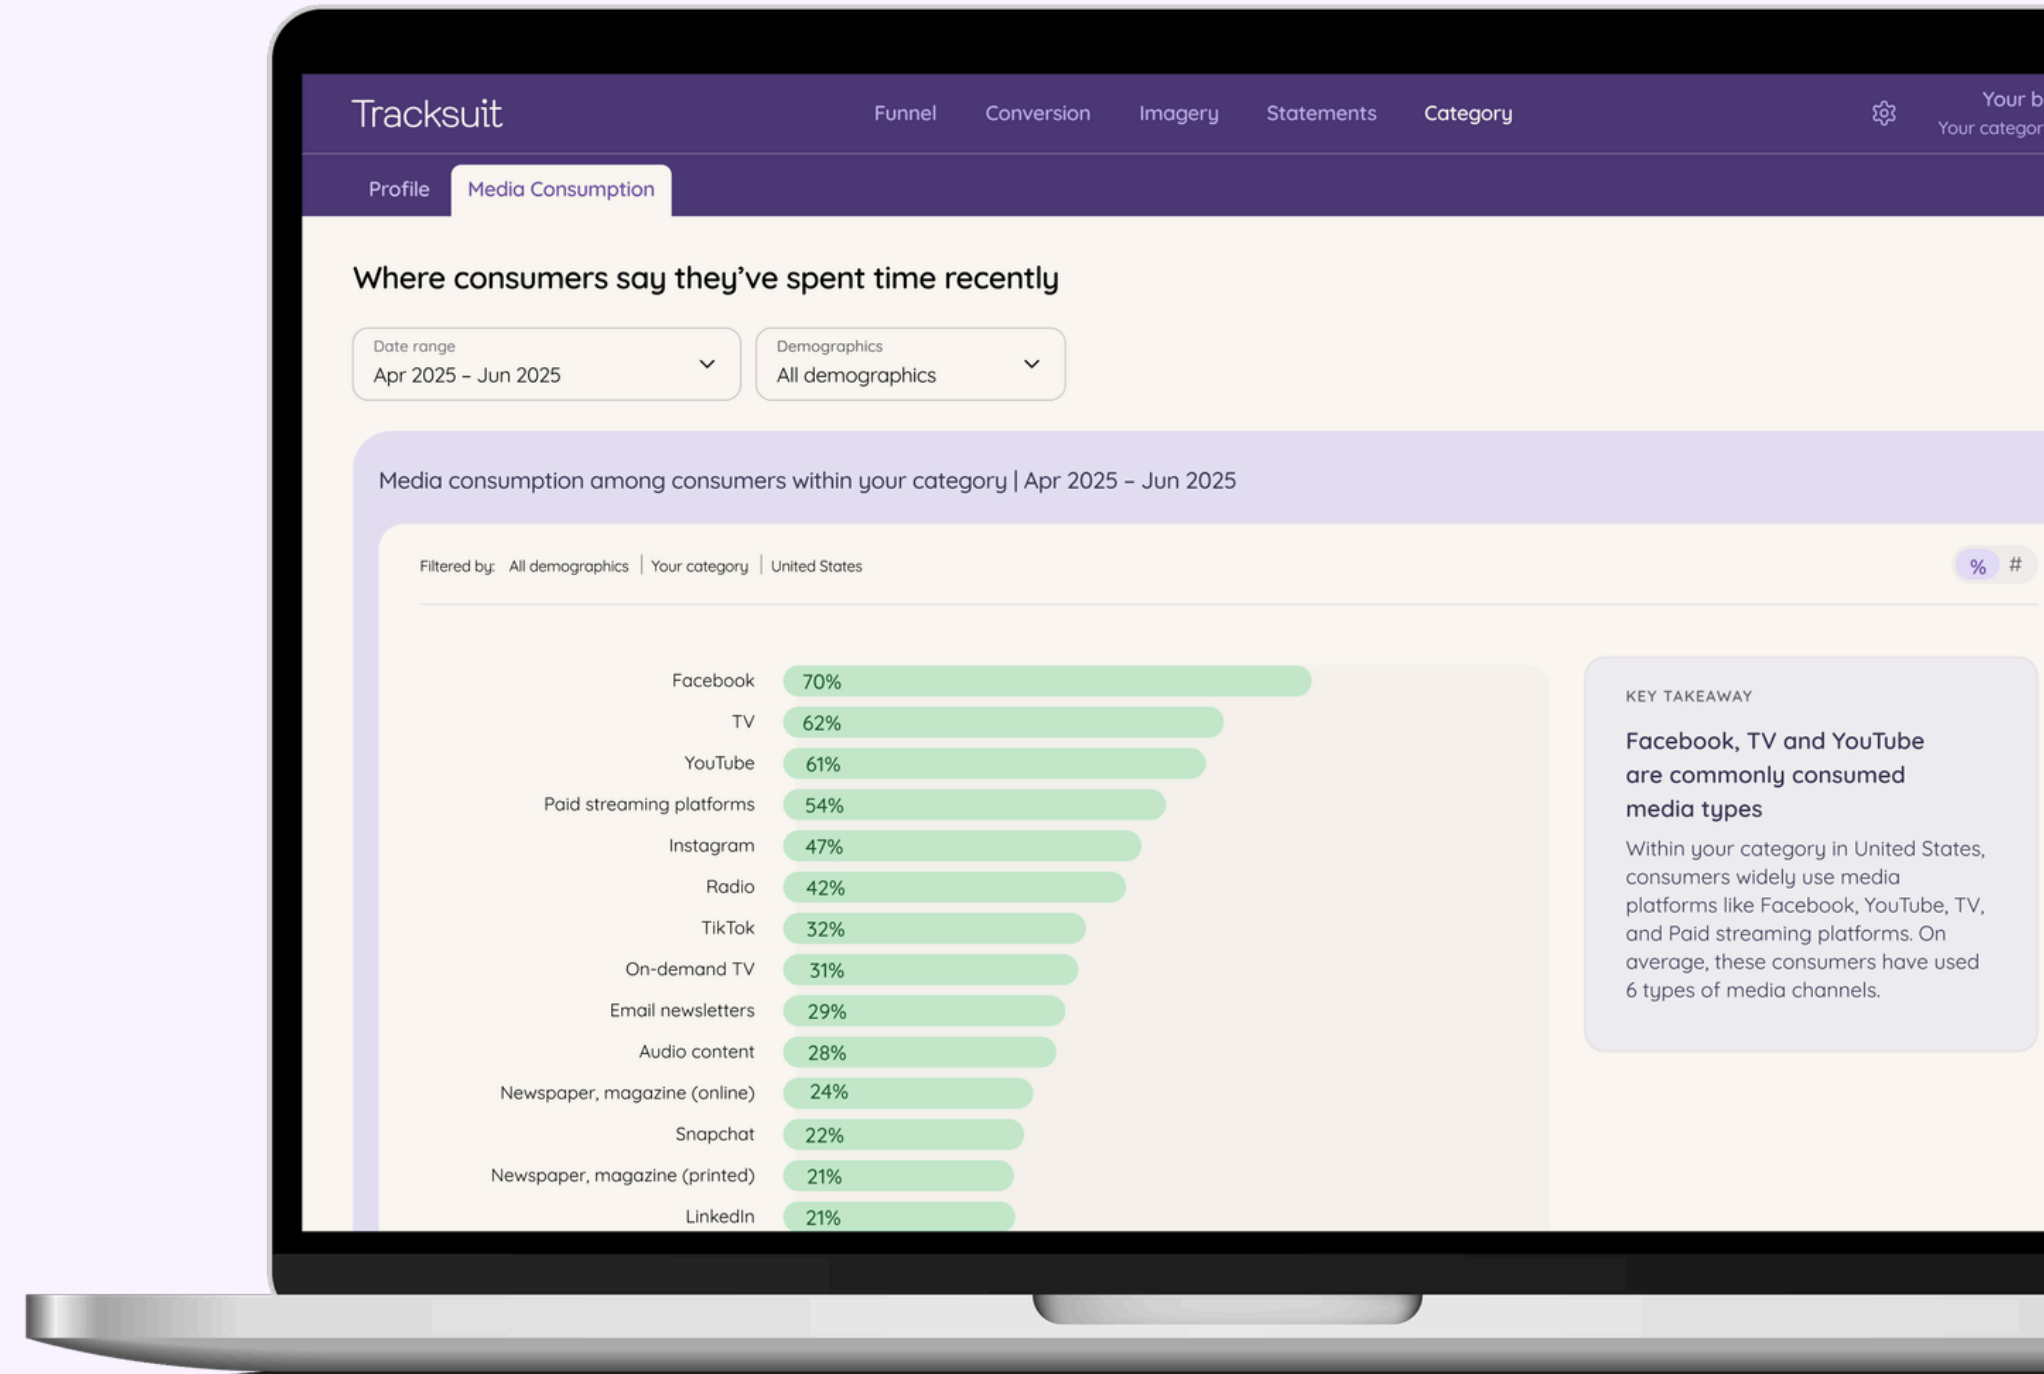 Tracksuit
Funnel Conversion Imagery Statements Category
Your b
Your categor
Profile Media Consumption
Where consumers say they’ve spent time recently
Date range
Apr 2025 – Jun 2025
Demographics
All demographics
Media consumption among consumers within your category | Apr 2025 – Jun 2025
Filtered by: All demographics | Your category | United States
% #
Facebook 70%
TV 62%
YouTube 61%
Paid streaming platforms 54%
Instagram 47%
Radio 42%
TikTok 32%
On-demand TV 31%
Email newsletters 29%
Audio content 28%
Newspaper, magazine (online) 24%
Snapchat 22%
Newspaper, magazine (printed) 21%
LinkedIn 21%
KEY TAKEAWAY
Facebook, TV and YouTube
are commonly consumed
media types
Within your category in United States,
consumers widely use media
platforms like Facebook, YouTube, TV,
and Paid streaming platforms. On
average, these consumers have used
6 types of media channels.